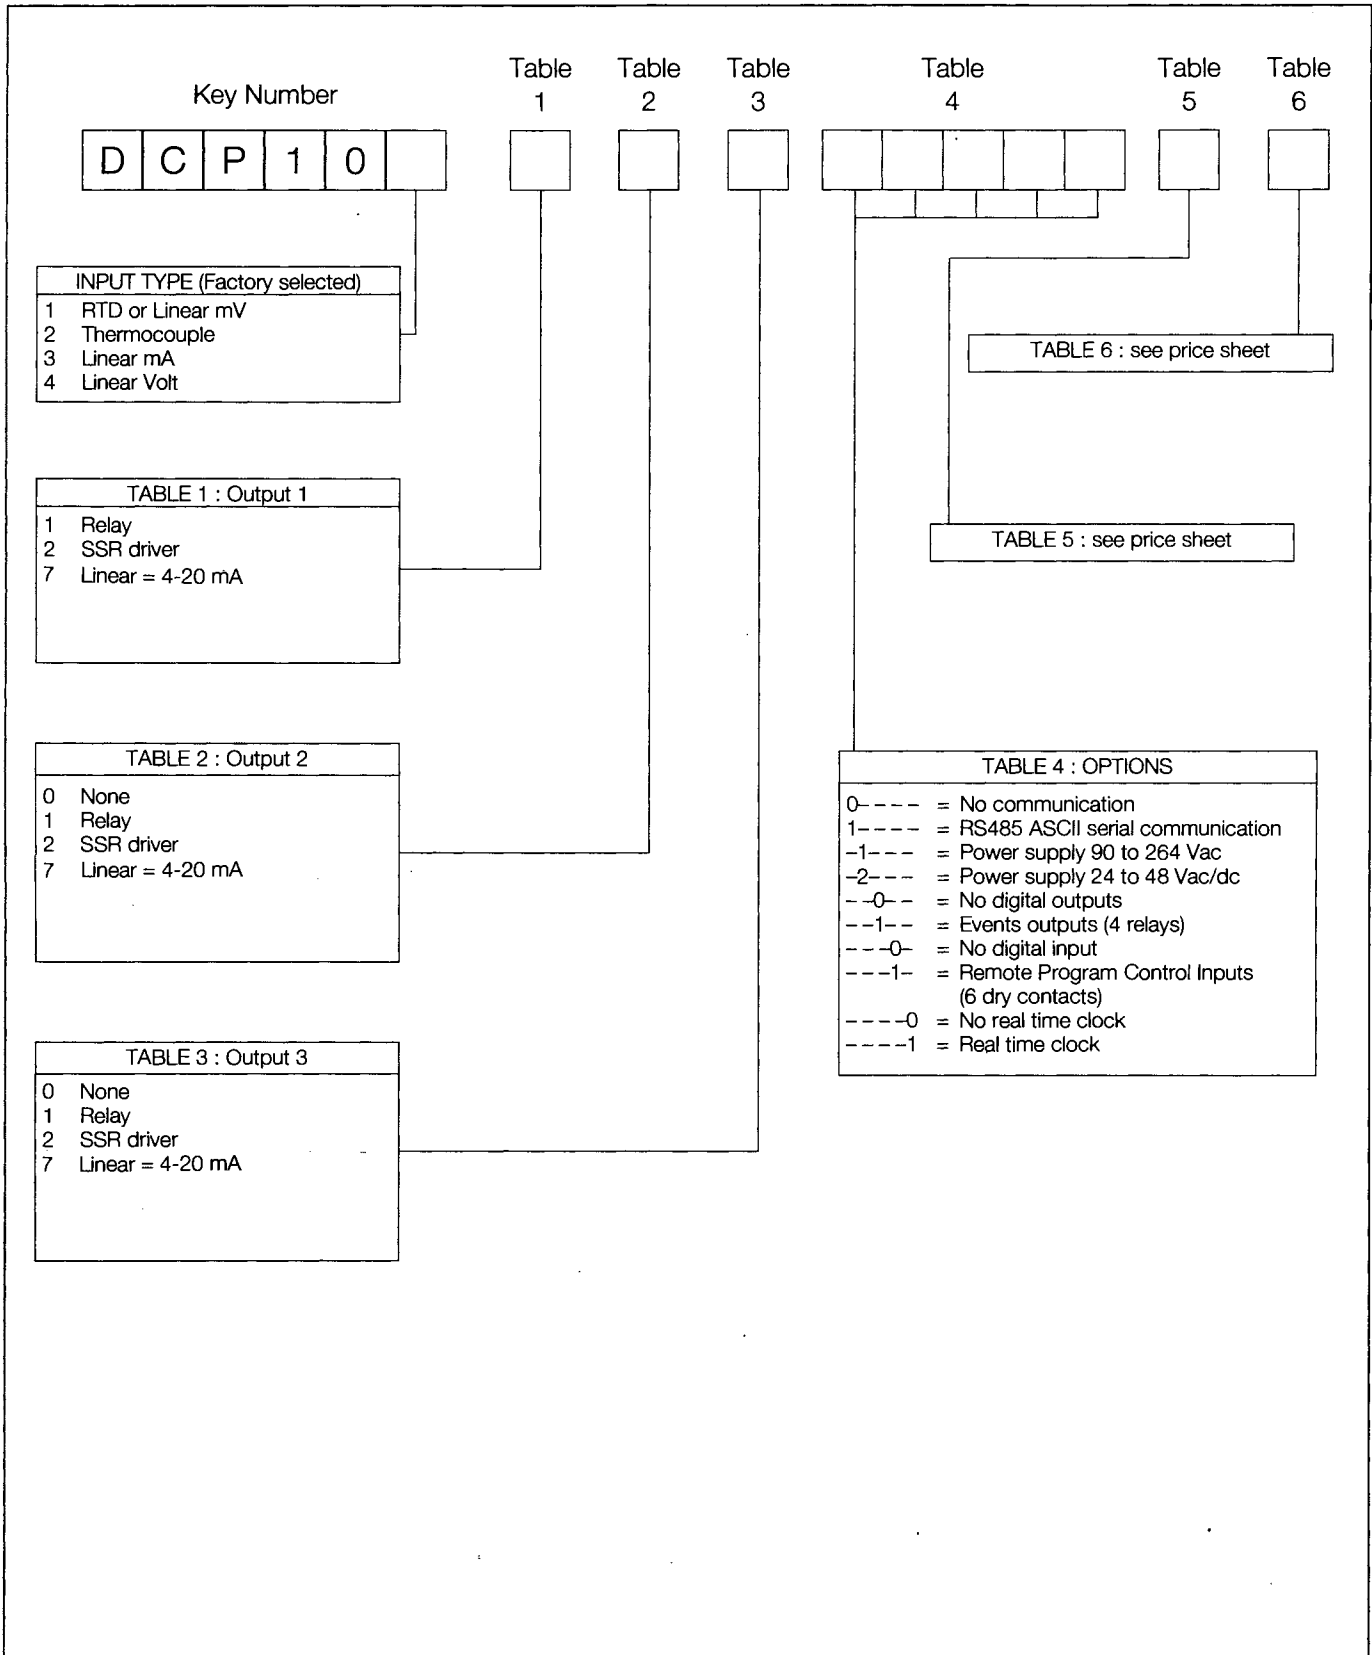 Key Number
Table 1
Table 2
Table 3
Table 4
Table 5
Table 6
D C P 1 0
INPUT TYPE (Factory selected)
1 RTD or Linear mV
2 Thermocouple
3 Linear mA
4 Linear Volt
TABLE 6 : see price sheet
TABLE 1 : Output 1
1 Relay
2 SSR driver
7 Linear = 4-20 mA
TABLE 5 : see price sheet
TABLE 2 : Output 2
0 None
1 Relay
2 SSR driver
7 Linear = 4-20 mA
TABLE 4 : OPTIONS
0---- = No communication
1---- = RS485 ASCII serial communication
-1--- = Power supply 90 to 264 Vac
-2--- = Power supply 24 to 48 Vac/dc
--0-- = No digital outputs
--1-- = Events outputs (4 relays)
---0- = No digital input
---1- = Remote Program Control Inputs
(6 dry contacts)
----0 = No real time clock
----1 = Real time clock
TABLE 3 : Output 3
0 None
1 Relay
2 SSR driver
7 Linear = 4-20 mA